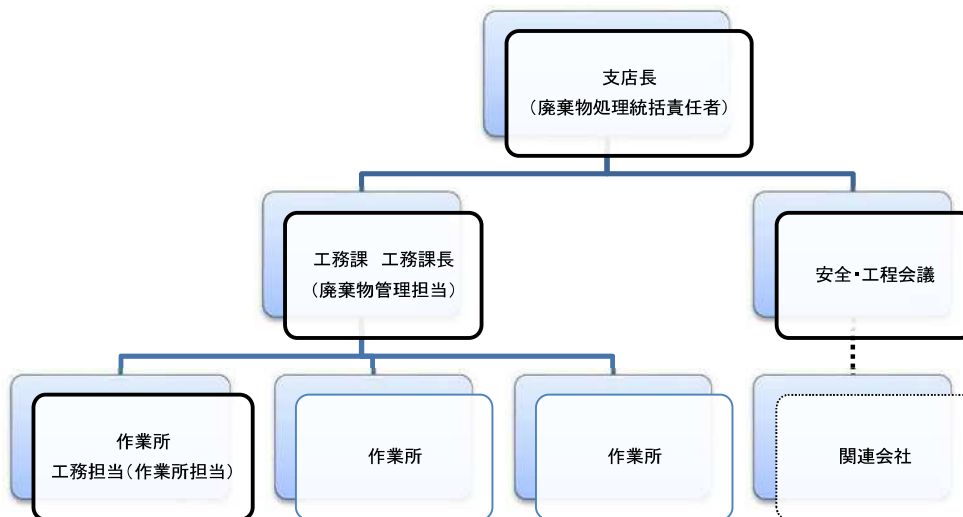 支店長
（廃棄物処理統括責任者）
工務課　工務課長
（廃棄物管理担当）
安全・工程会議
作業所
工務担当（作業所担当）
作業所
作業所
関連会社